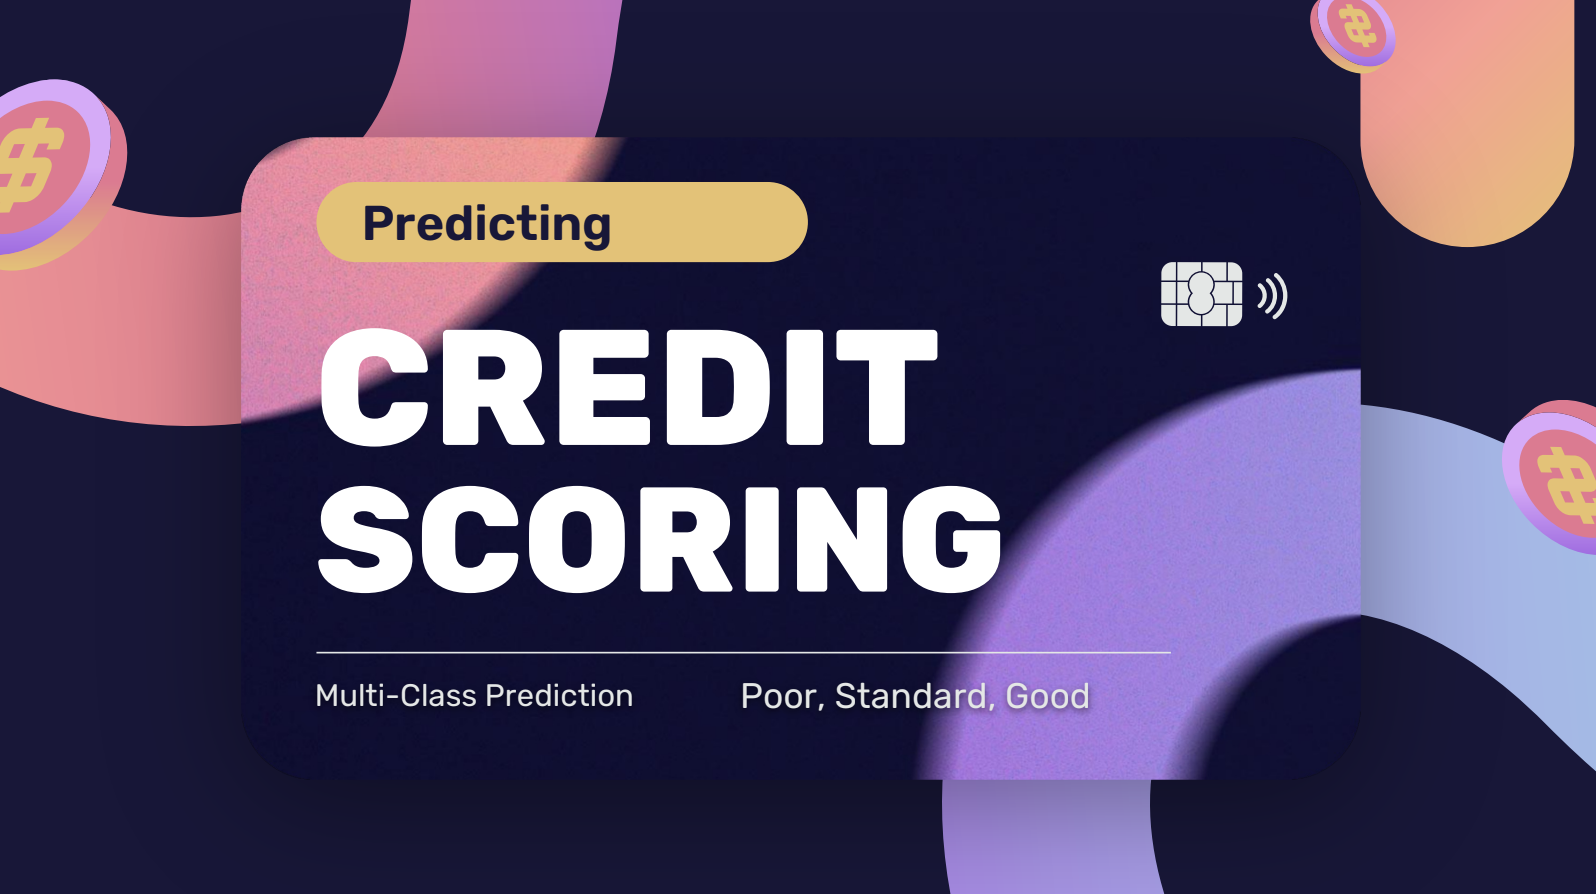 Predicting
CREDIT
SCORING
Multi-Class Prediction
Poor, Standard, Good